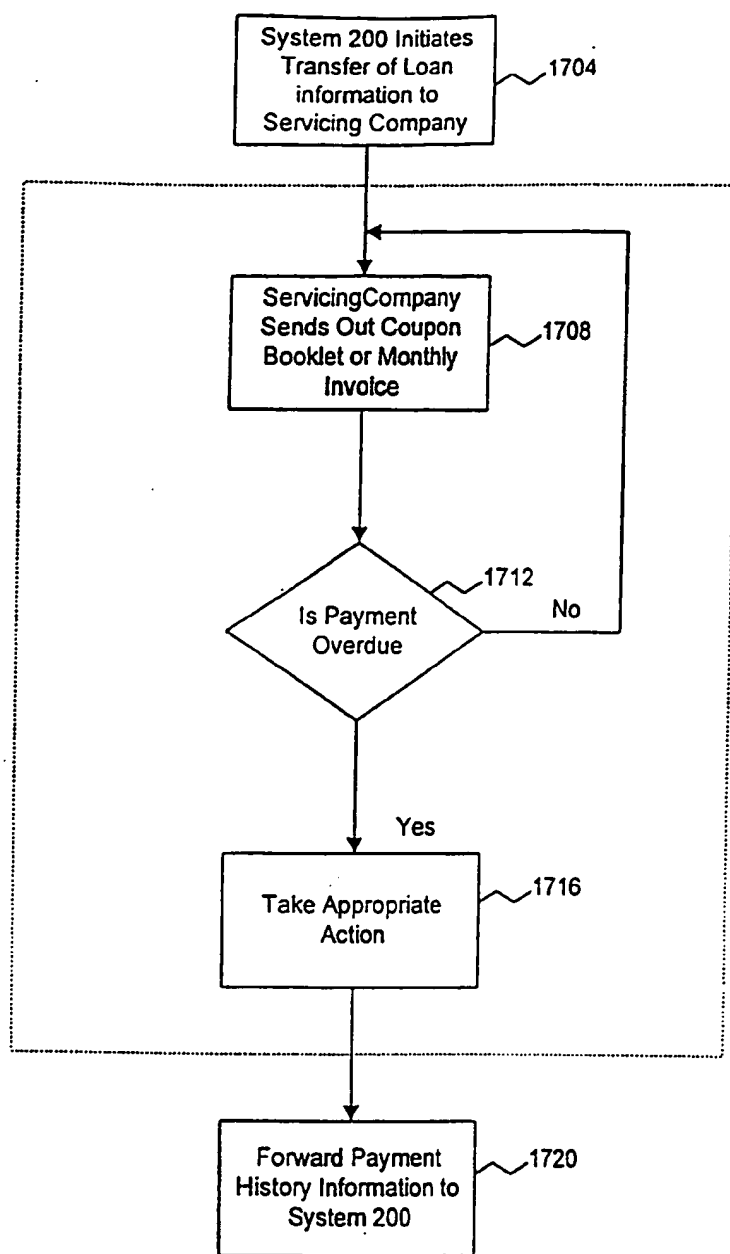 System 200 Initiates
Transfer of Loan
information to
Servicing Company
1704
ServicingCompany
Sends Out Coupon
Booklet or Monthly
Invoice
1708
Is Payment
Overdue
1712
No
Yes
Take Appropriate
Action
1716
Forward Payment
History Information to
System 200
1720